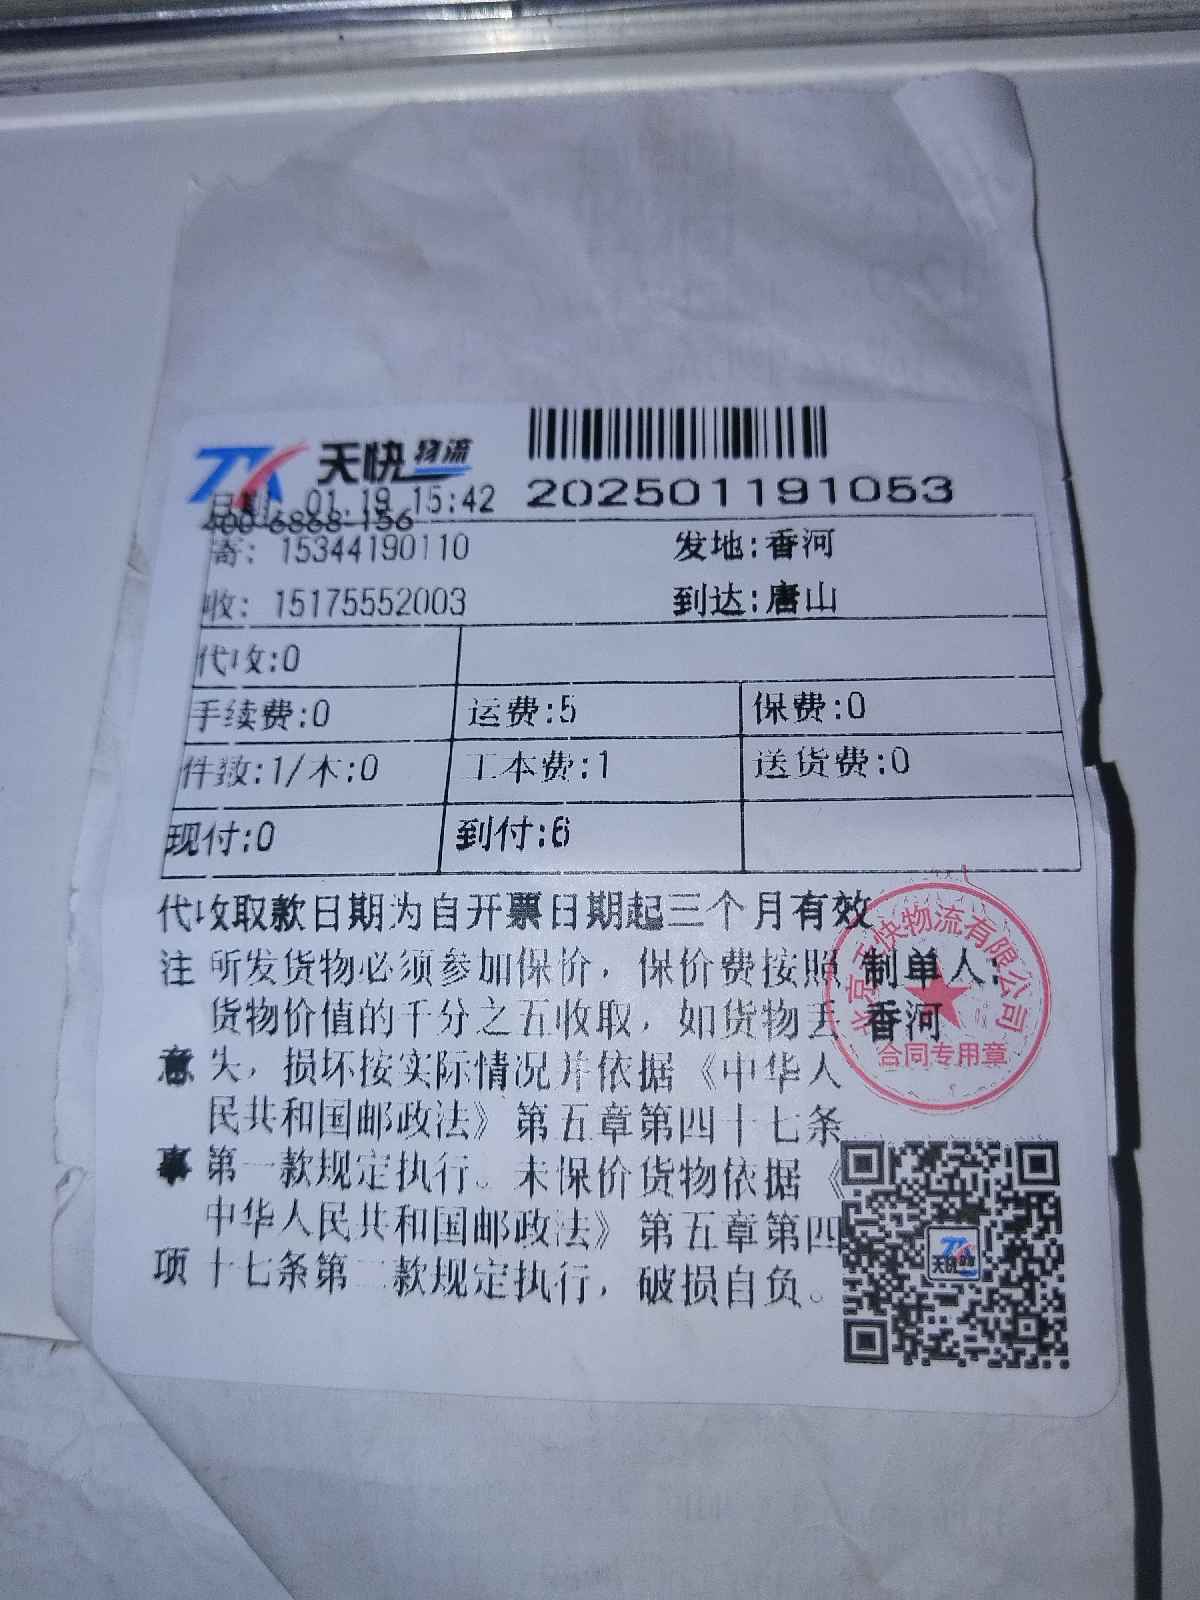 天快物流
202501191053
日期: 01.19 15:42
400-6868-156
寄: 15344190110 发地:香河
收: 15175552003 到达:唐山
代收:0
手续费:0 运费:5 保费:0
件数:1/木:0 工本费:1 送货费:0
现付:0 到付:6
代收取款日期为自开票日期起三个月有效
注意事项
所发货物必须参加保价，保价费按照
货物价值的千分之五收取，如货物丢
失，损坏按实际情况并依据《中华人
民共和国邮政法》第五章第四十七条
第一款规定执行。未保价货物依据《
中华人民共和国邮政法》第五章第四
十七条第二款规定执行，破损自负。
制单人:
香河
北京天快物流有限公司
合同专用章
天快物流